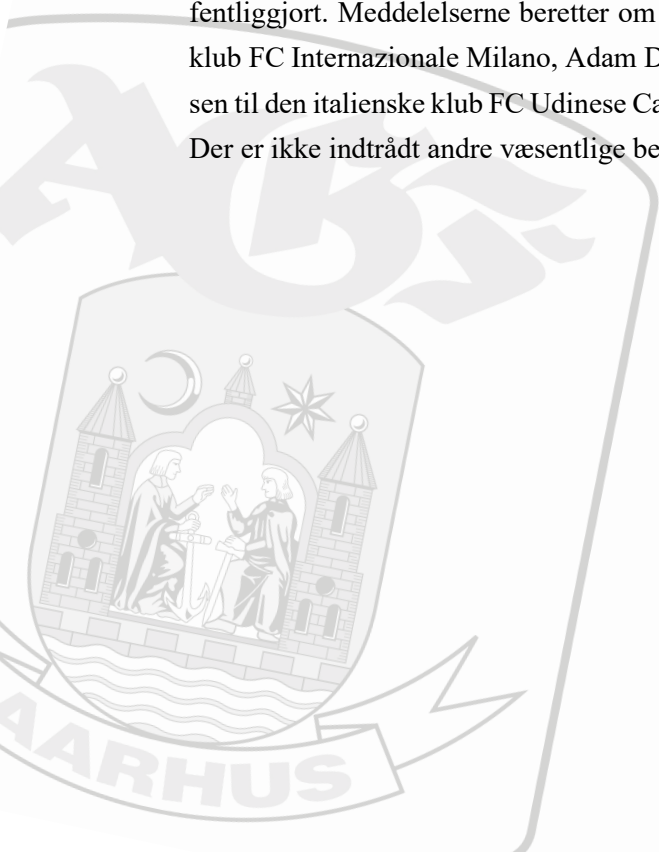 fentliggjort. Meddelelserne beretter om
klub FC Internazionale Milano, Adam D
sen til den italienske klub FC Udinese Ca
Der er ikke indtrådt andre væsentlige be
AGF
AARHUS